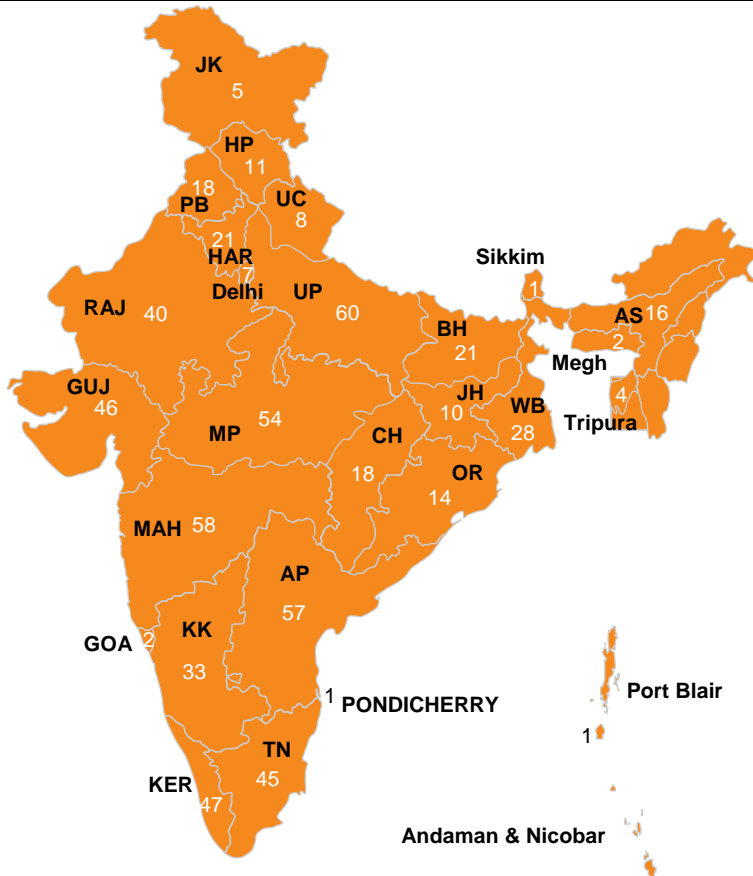 JK
5
HP
11
18
PB
UC
8
21
HAR
7
Delhi
Sikkim
1
RAJ
40
UP
60
BH
21
AS
16
2
Megh
GUJ
46
MP
54
JH
10
WB
28
4
Tripura
CH
18
OR
14
MAH
58
AP
57
GOA
2
KK
33
1
PONDICHERRY
Port Blair
1
TN
45
KER
47
Andaman & Nicobar